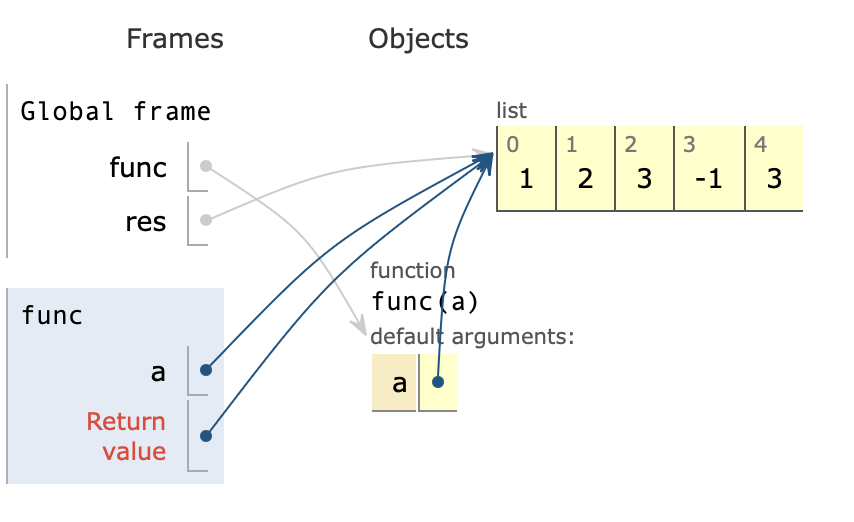 Frames Objects
Global frame
func
res
list
0 1 2 3 4
1 2 3 -1 3
function
func(a)
default arguments:
a
func
a
Return
value